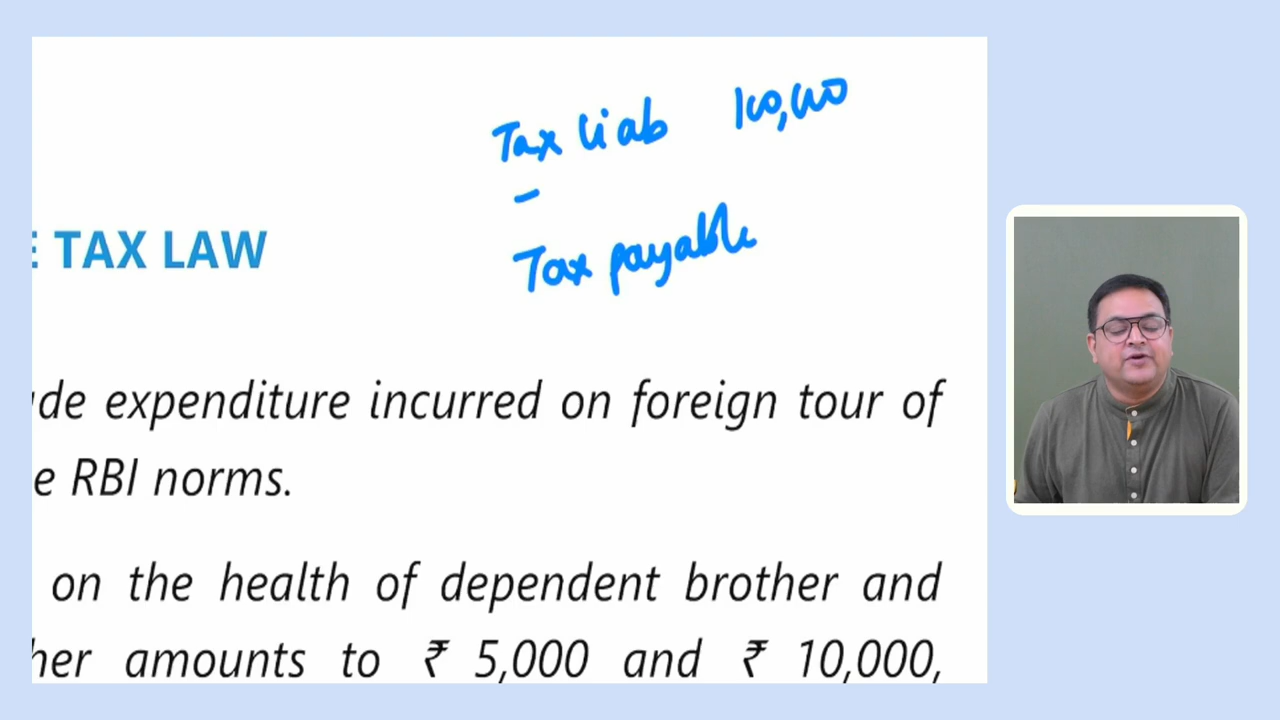 Tax liab 100,000
-
Tax payable
E TAX LAW
de expenditure incurred on foreign tour of
e RBI norms.
on the health of dependent brother and
her amounts to ₹ 5,000 and ₹ 10,000,